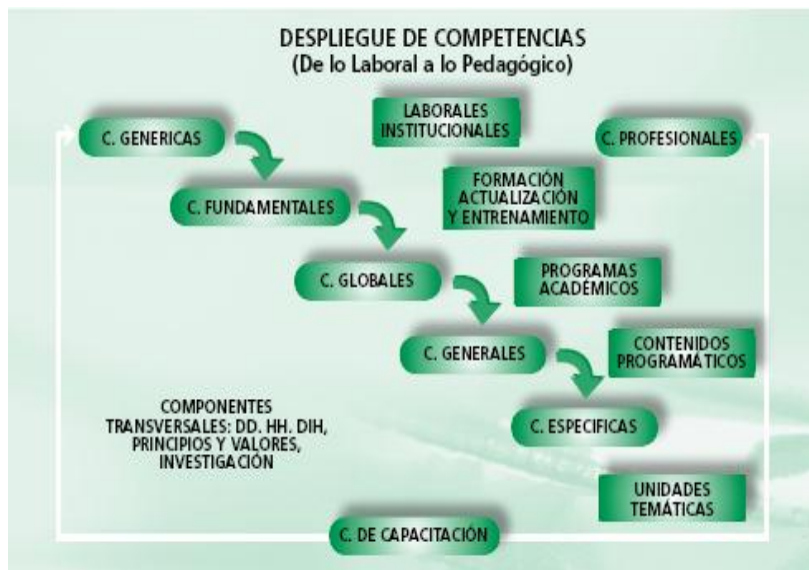 DESPLIEGUE DE COMPETENCIAS
(De lo Laboral a lo Pedagógico)
LABORALES
INSTITUCIONALES
C. GENERICAS
C. PROFESIONALES
FORMACIÓN
ACTUALIZACIÓN
Y ENTRENAMIENTO
C. FUNDAMENTALES
PROGRAMAS
ACADÉMICOS
C. GLOBALES
CONTENIDOS
PROGRAMÁTICOS
C. GENERALES
COMPONENTES
TRANSVERSALES: DD. HH. DIH,
PRINCIPIOS Y VALORES,
INVESTIGACIÓN
C. ESPECIFICAS
UNIDADES
TEMÁTICAS
C. DE CAPACITACIÓN